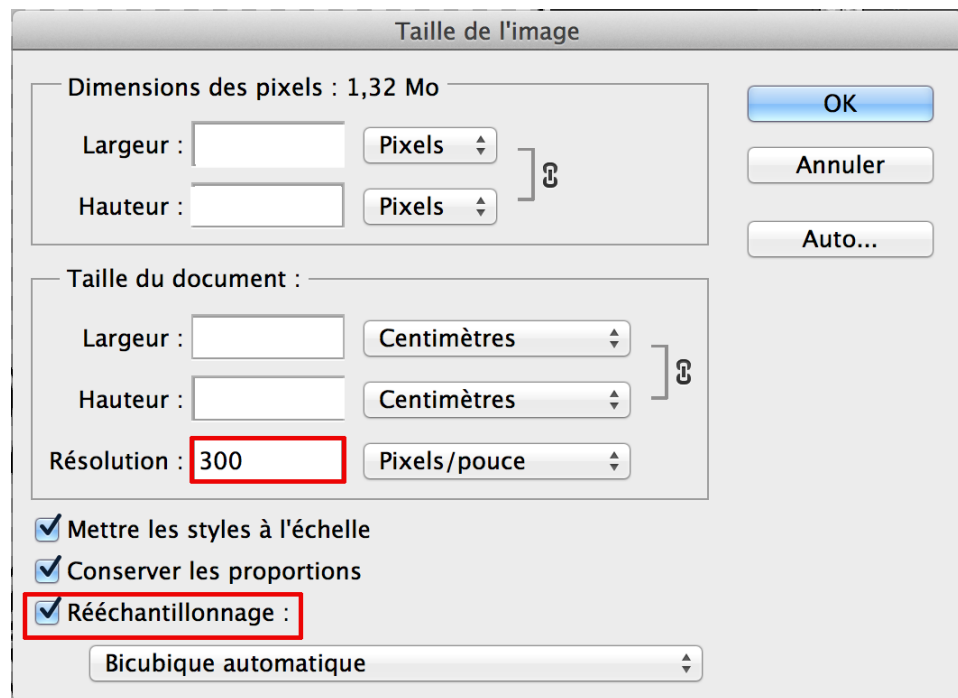 Taille de l'image
Dimensions des pixels : 1,32 Mo
Largeur : Pixels
Hauteur : Pixels
Taille du document :
Largeur : Centimètres
Hauteur : Centimètres
Résolution : 300 Pixels/pouce
Mettre les styles à l'échelle
Conserver les proportions
Rééchantillonnage :
Bicubique automatique
OK
Annuler
Auto...